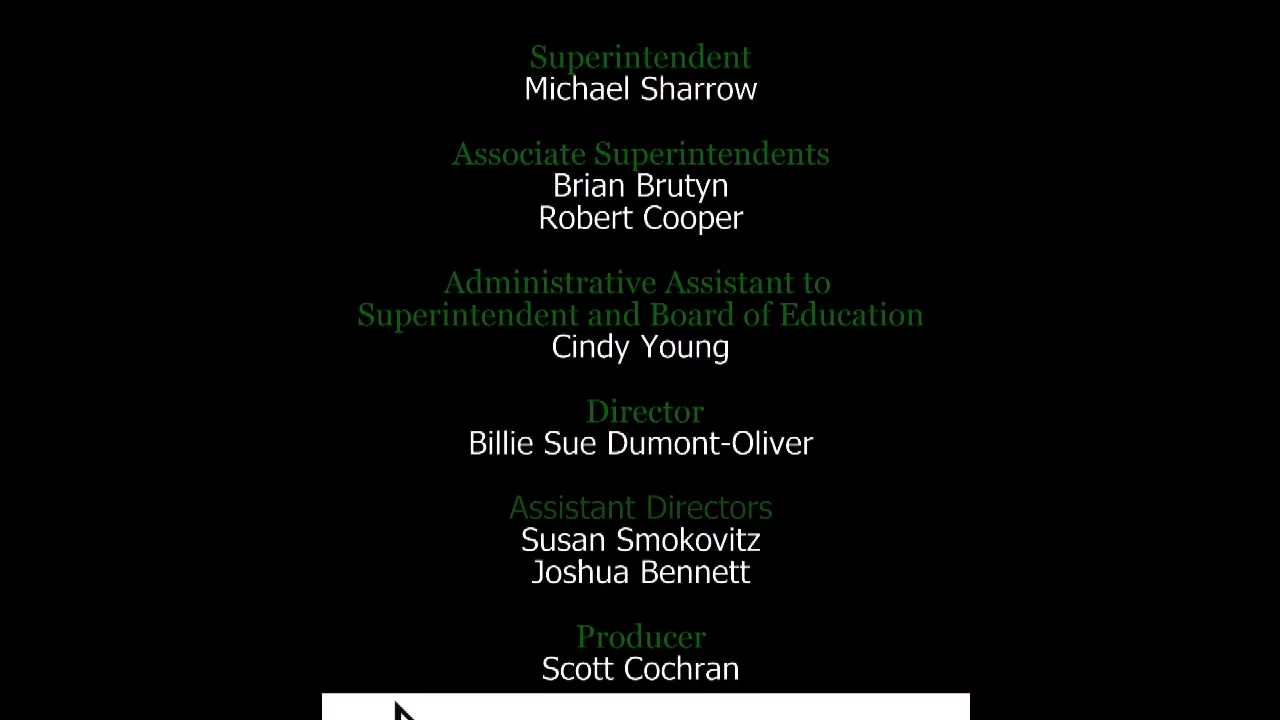 Superintendent
Michael Sharrow
Associate Superintendents
Brian Brutyn
Robert Cooper
Administrative Assistant to
Superintendent and Board of Education
Cindy Young
Director
Billie Sue Dumont-Oliver
Assistant Directors
Susan Smokovitz
Joshua Bennett
Producer
Scott Cochran